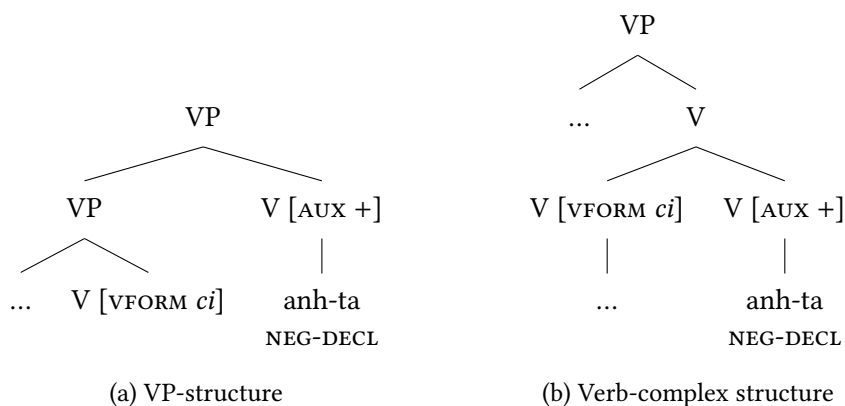 VP
VP
... V
VP V [AUX +]
V [VFORM ci] V [AUX +]
... V [VFORM ci] anh-ta
NEG-DECL
... anh-ta
NEG-DECL
(a) VP-structure
(b) Verb-complex structure